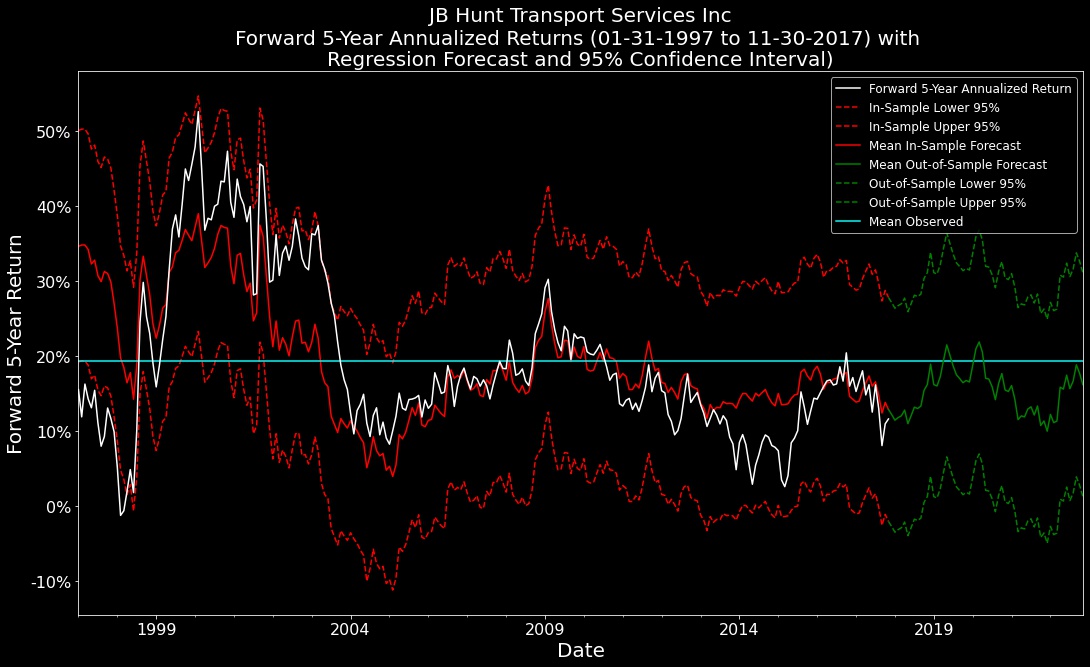 JB Hunt Transport Services Inc
Forward 5-Year Annualized Returns (01-31-1997 to 11-30-2017) with
Regression Forecast and 95% Confidence Interval)
Forward 5-Year Annualized Return
In-Sample Lower 95%
In-Sample Upper 95%
Mean In-Sample Forecast
Mean Out-of-Sample Forecast
Out-of-Sample Lower 95%
Out-of-Sample Upper 95%
Mean Observed
Forward 5-Year Return
50%
40%
30%
20%
10%
0%
-10%
1999
2004
2009
2014
2019
Date